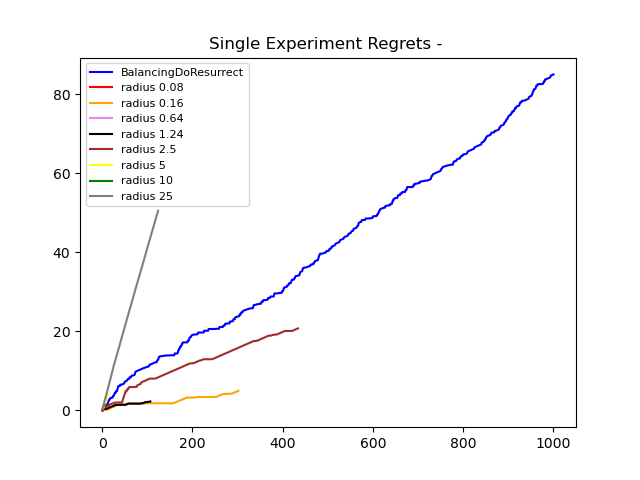 Single Experiment Regrets -
BalancingDoResurrect
radius 0.08
radius 0.16
radius 0.64
radius 1.24
radius 2.5
radius 5
radius 10
radius 25
80
60
40
20
0
0 200 400 600 800 1000